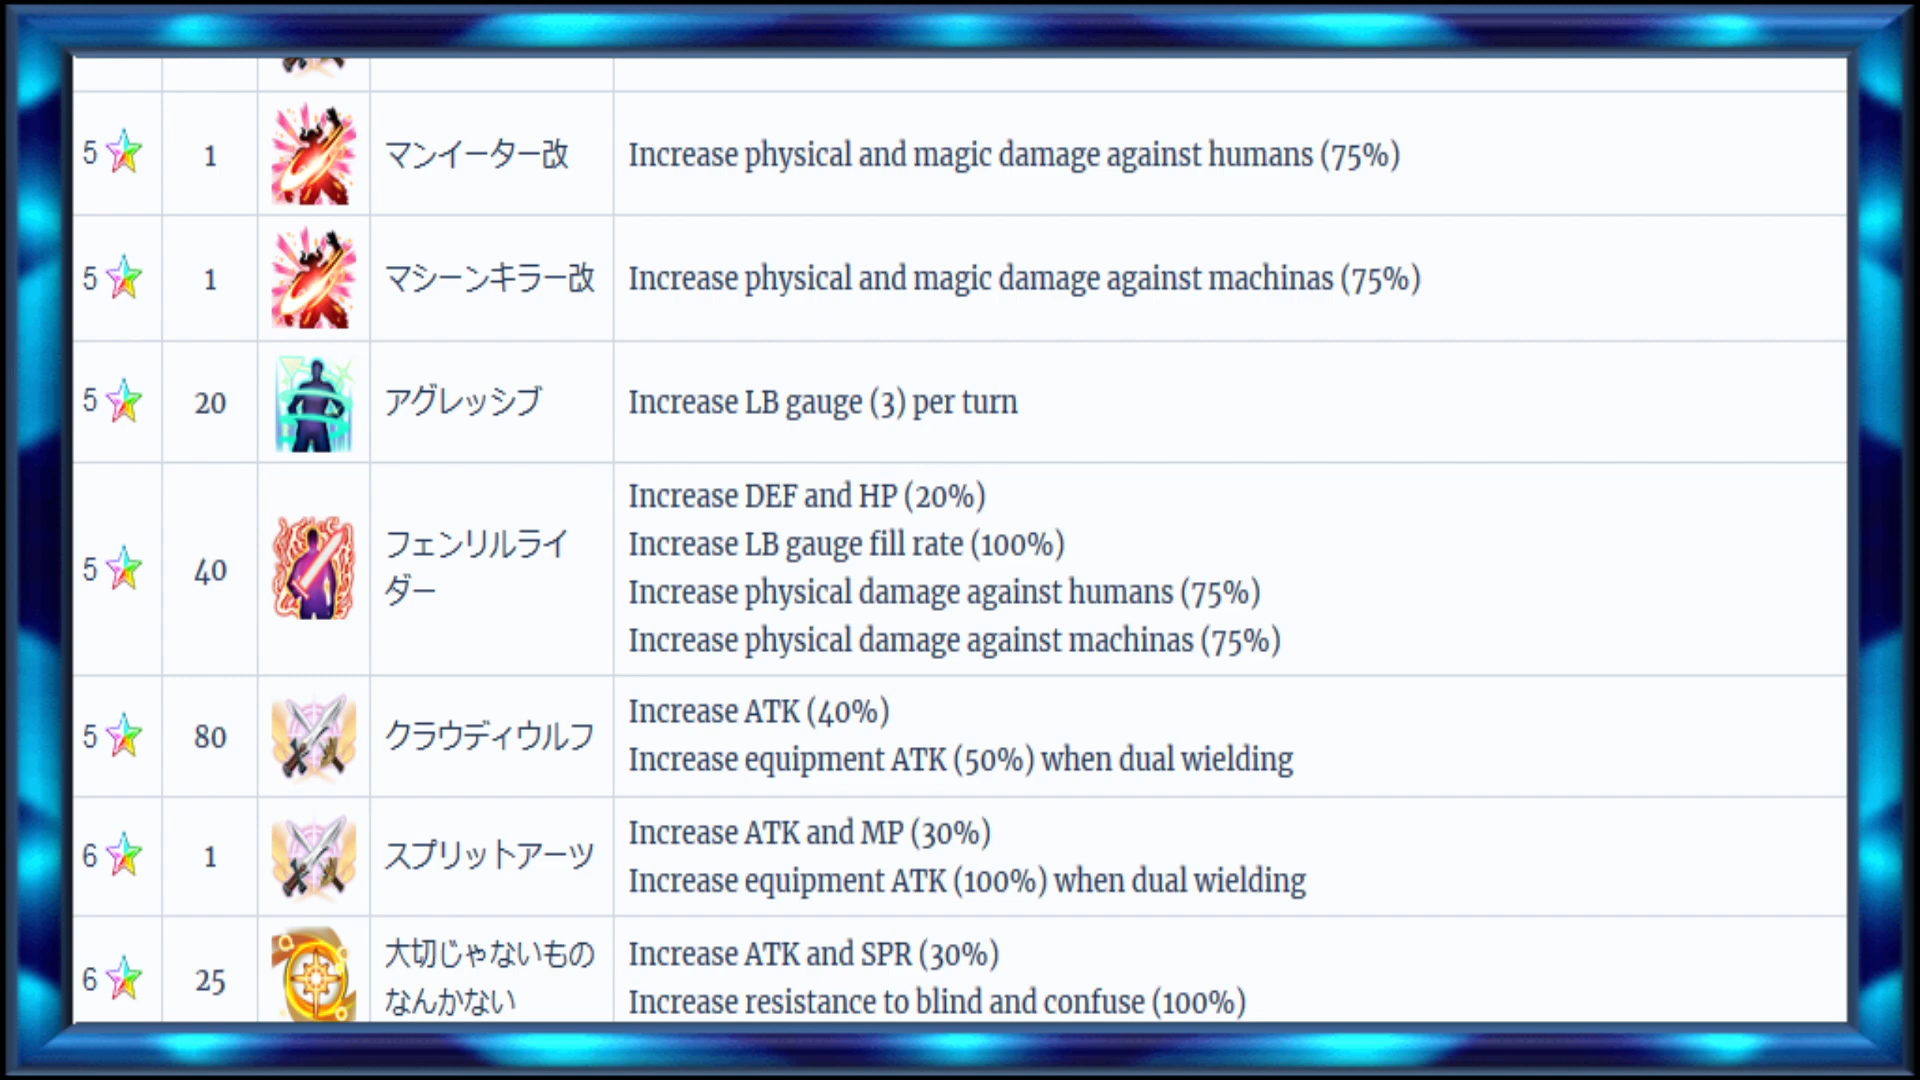 5 1 マンイーター改 Increase physical and magic damage against humans (75%)
5 1 マシーンキラー改 Increase physical and magic damage against machinas (75%)
5 20 アグレッシブ Increase LB gauge (3) per turn
5 40 フェンリルライ
ダー
Increase DEF and HP (20%)
Increase LB gauge fill rate (100%)
Increase physical damage against humans (75%)
Increase physical damage against machinas (75%)
5 80 クラウディウルフ
Increase ATK (40%)
Increase equipment ATK (50%) when dual wielding
6 1 スプリットアーツ
Increase ATK and MP (30%)
Increase equipment ATK (100%) when dual wielding
6 25 大切じゃないもの
なんかない
Increase ATK and SPR (30%)
Increase resistance to blind and confuse (100%)